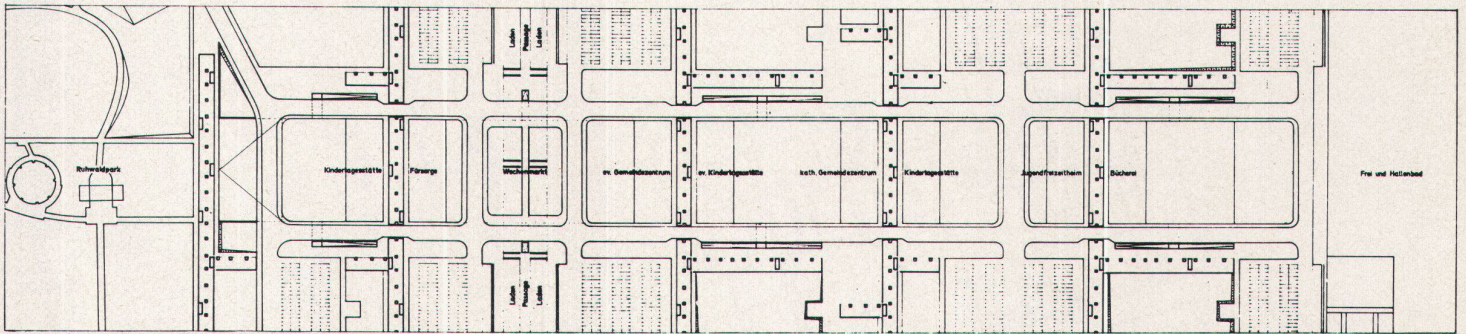 Laden
Passage
Laden
Ruhwaldpark
Kindertagesstätte
Fürsorge
Wochenmarkt
ev. Gemeindezentrum
ev. Kindertagesstätte
kath. Gemeindezentrum
Kindertagesstätte
Jugendfreizeitheim
Bücherei
Frei und Hallenbad
Laden
Passage
Laden